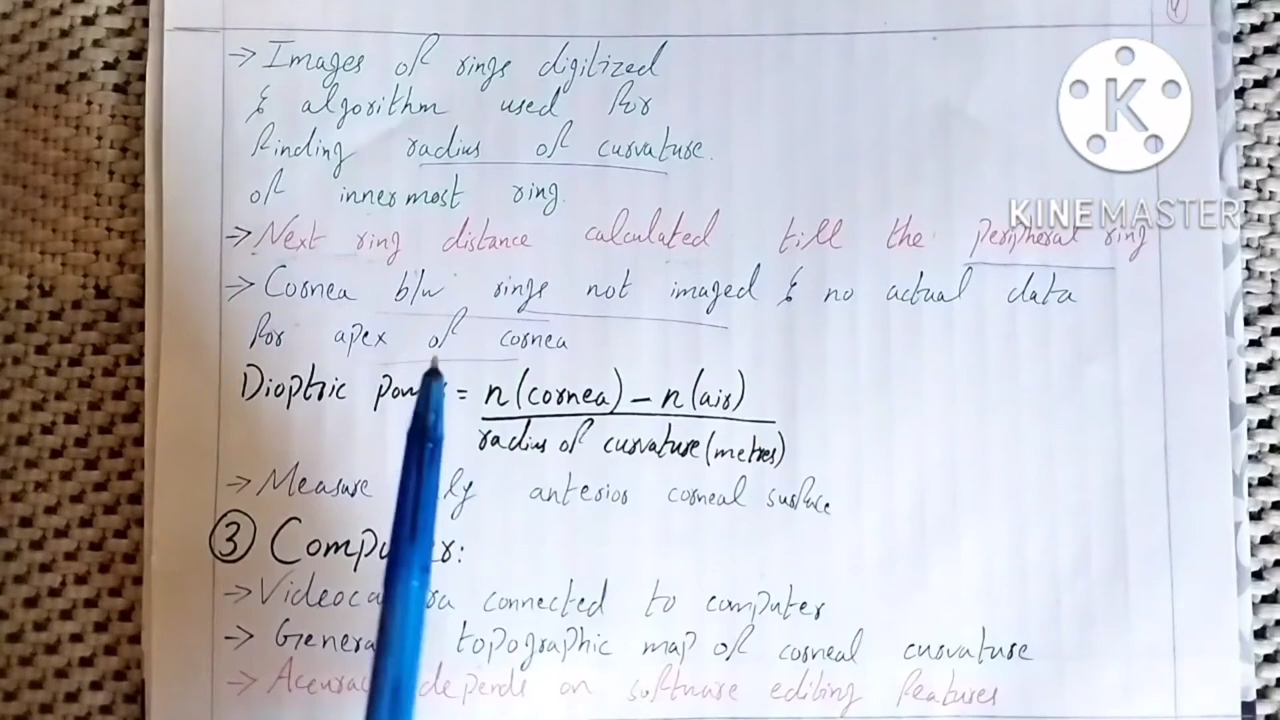 4
→ Images of rings digitized
& algorithm used for
finding radius of curvature.
of innermost ring.
→ Next ring distance calculated till the peripheral ring
→ Cornea b/w rings not imaged & no actual data
for apex of cornea
Dioptric = n(cornea) – n(air)
radius of curvature (metres)
→ Measure anterior corneal surface
③ :
→ connected to computer
→ topographic map of corneal curvature
→ depends on software editing features
K
KINEMASTER